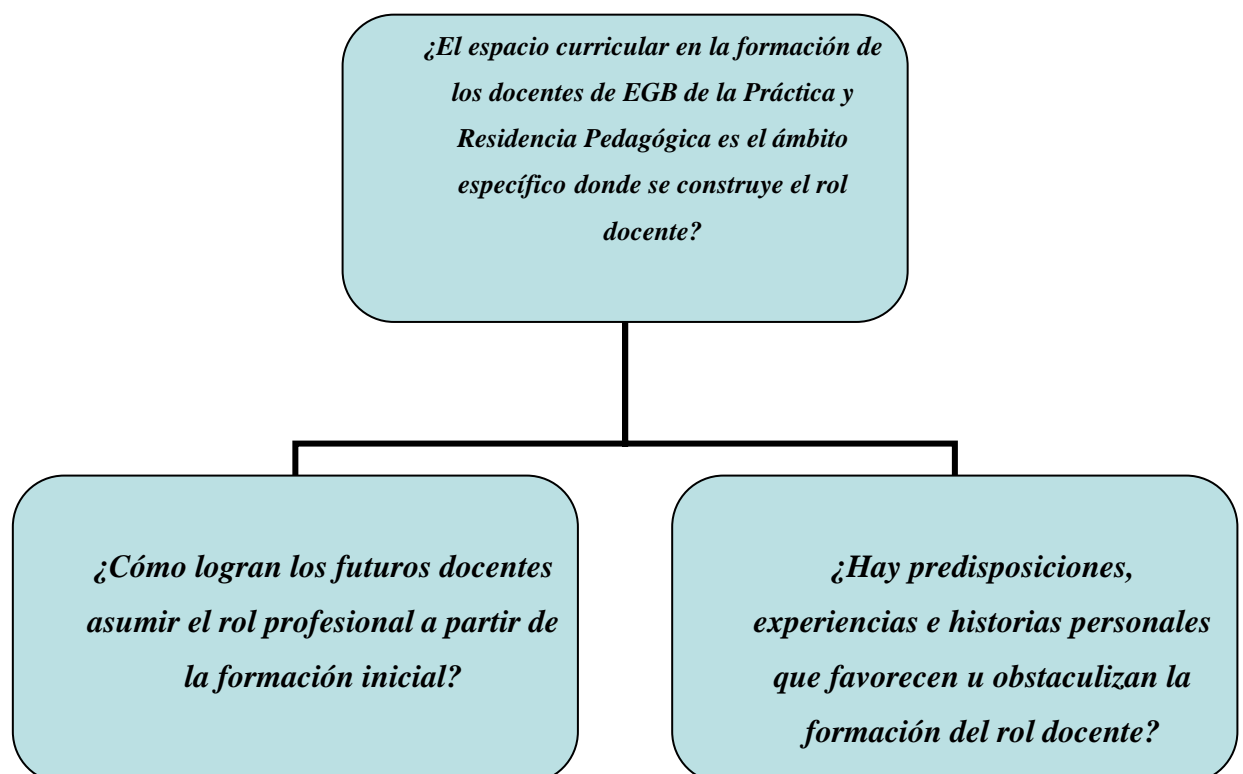 ¿El espacio curricular en la formación de
los docentes de EGB de la Práctica y
Residencia Pedagógica es el ámbito
específico donde se construye el rol
docente?
¿Cómo logran los futuros docentes
asumir el rol profesional a partir de
la formación inicial?
¿Hay predisposiciones,
experiencias e historias personales
que favorecen u obstaculizan la
formación del rol docente?